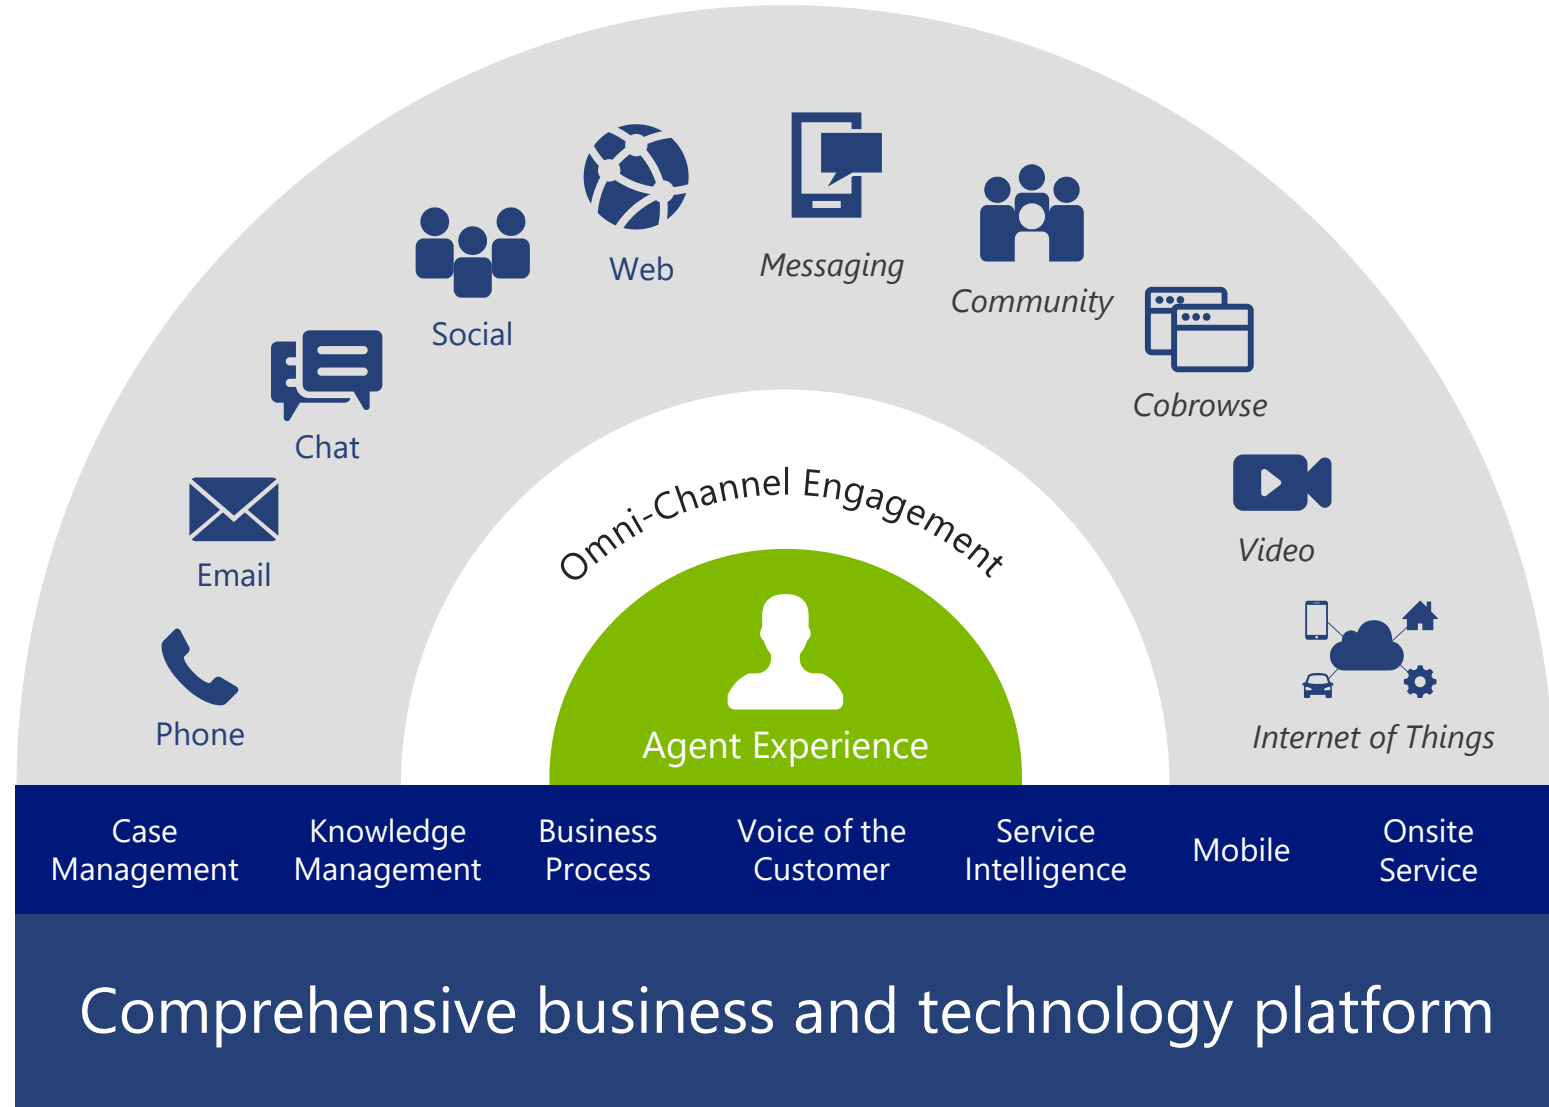 Web
Messaging
Community
Social
Cobrowse
Chat
Video
Email
Phone
Internet of Things
Omni-Channel Engagement
Agent Experience
Case
Management
Knowledge
Management
Business
Process
Voice of the
Customer
Service
Intelligence
Mobile
Onsite
Service
Comprehensive business and technology platform